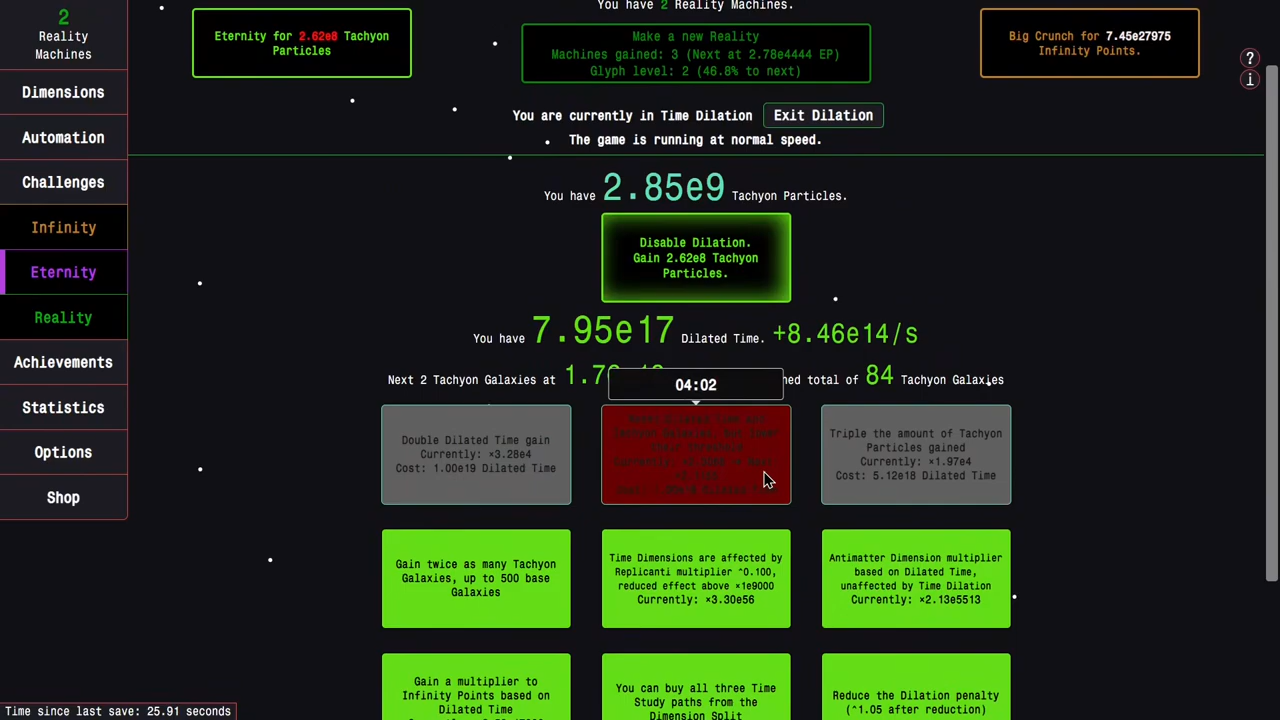 2
Reality
Machines
Dimensions
Automation
Challenges
Infinity
Eternity
Reality
Achievements
Statistics
Options
Shop
Time since last save: 25.91 seconds
You have 2 Reality Machines.
Eternity for 2.62e8 Tachyon
Particles
Make a new Reality
Machines gained: 3 (Next at 2.78e4444 EP)
Glyph level: 2 (46.8% to next)
Big Crunch for 7.45e27975
Infinity Points.
?
i
You are currently in Time Dilation
Exit Dilation
The game is running at normal speed.
You have 2.85e9 Tachyon Particles.
Disable Dilation.
Gain 2.62e8 Tachyon
Particles.
You have 7.95e17 Dilated Time. +8.46e14/s
Next 2 Tachyon Galaxies at
total of 84 Tachyon Galaxies
04:02
Double Dilated Time gain
Currently: ×3.28e4
Cost: 1.00e19 Dilated Time
Triple the amount of Tachyon
Particles gained
Currently: ×1.97e4
Cost: 5.12e18 Dilated Time
Gain twice as many Tachyon
Galaxies, up to 500 base
Galaxies
Time Dimensions are affected by
Replicanti multiplier ^0.100,
reduced effect above ×1e9000
Currently: ×3.30e56
Antimatter Dimension multiplier
based on Dilated Time,
unaffected by Time Dilation
Currently: ×2.13e5513
Gain a multiplier to
Infinity Points based on
Dilated Time
You can buy all three Time
Study paths from the
Dimension Split
Reduce the Dilation penalty
(^1.05 after reduction)